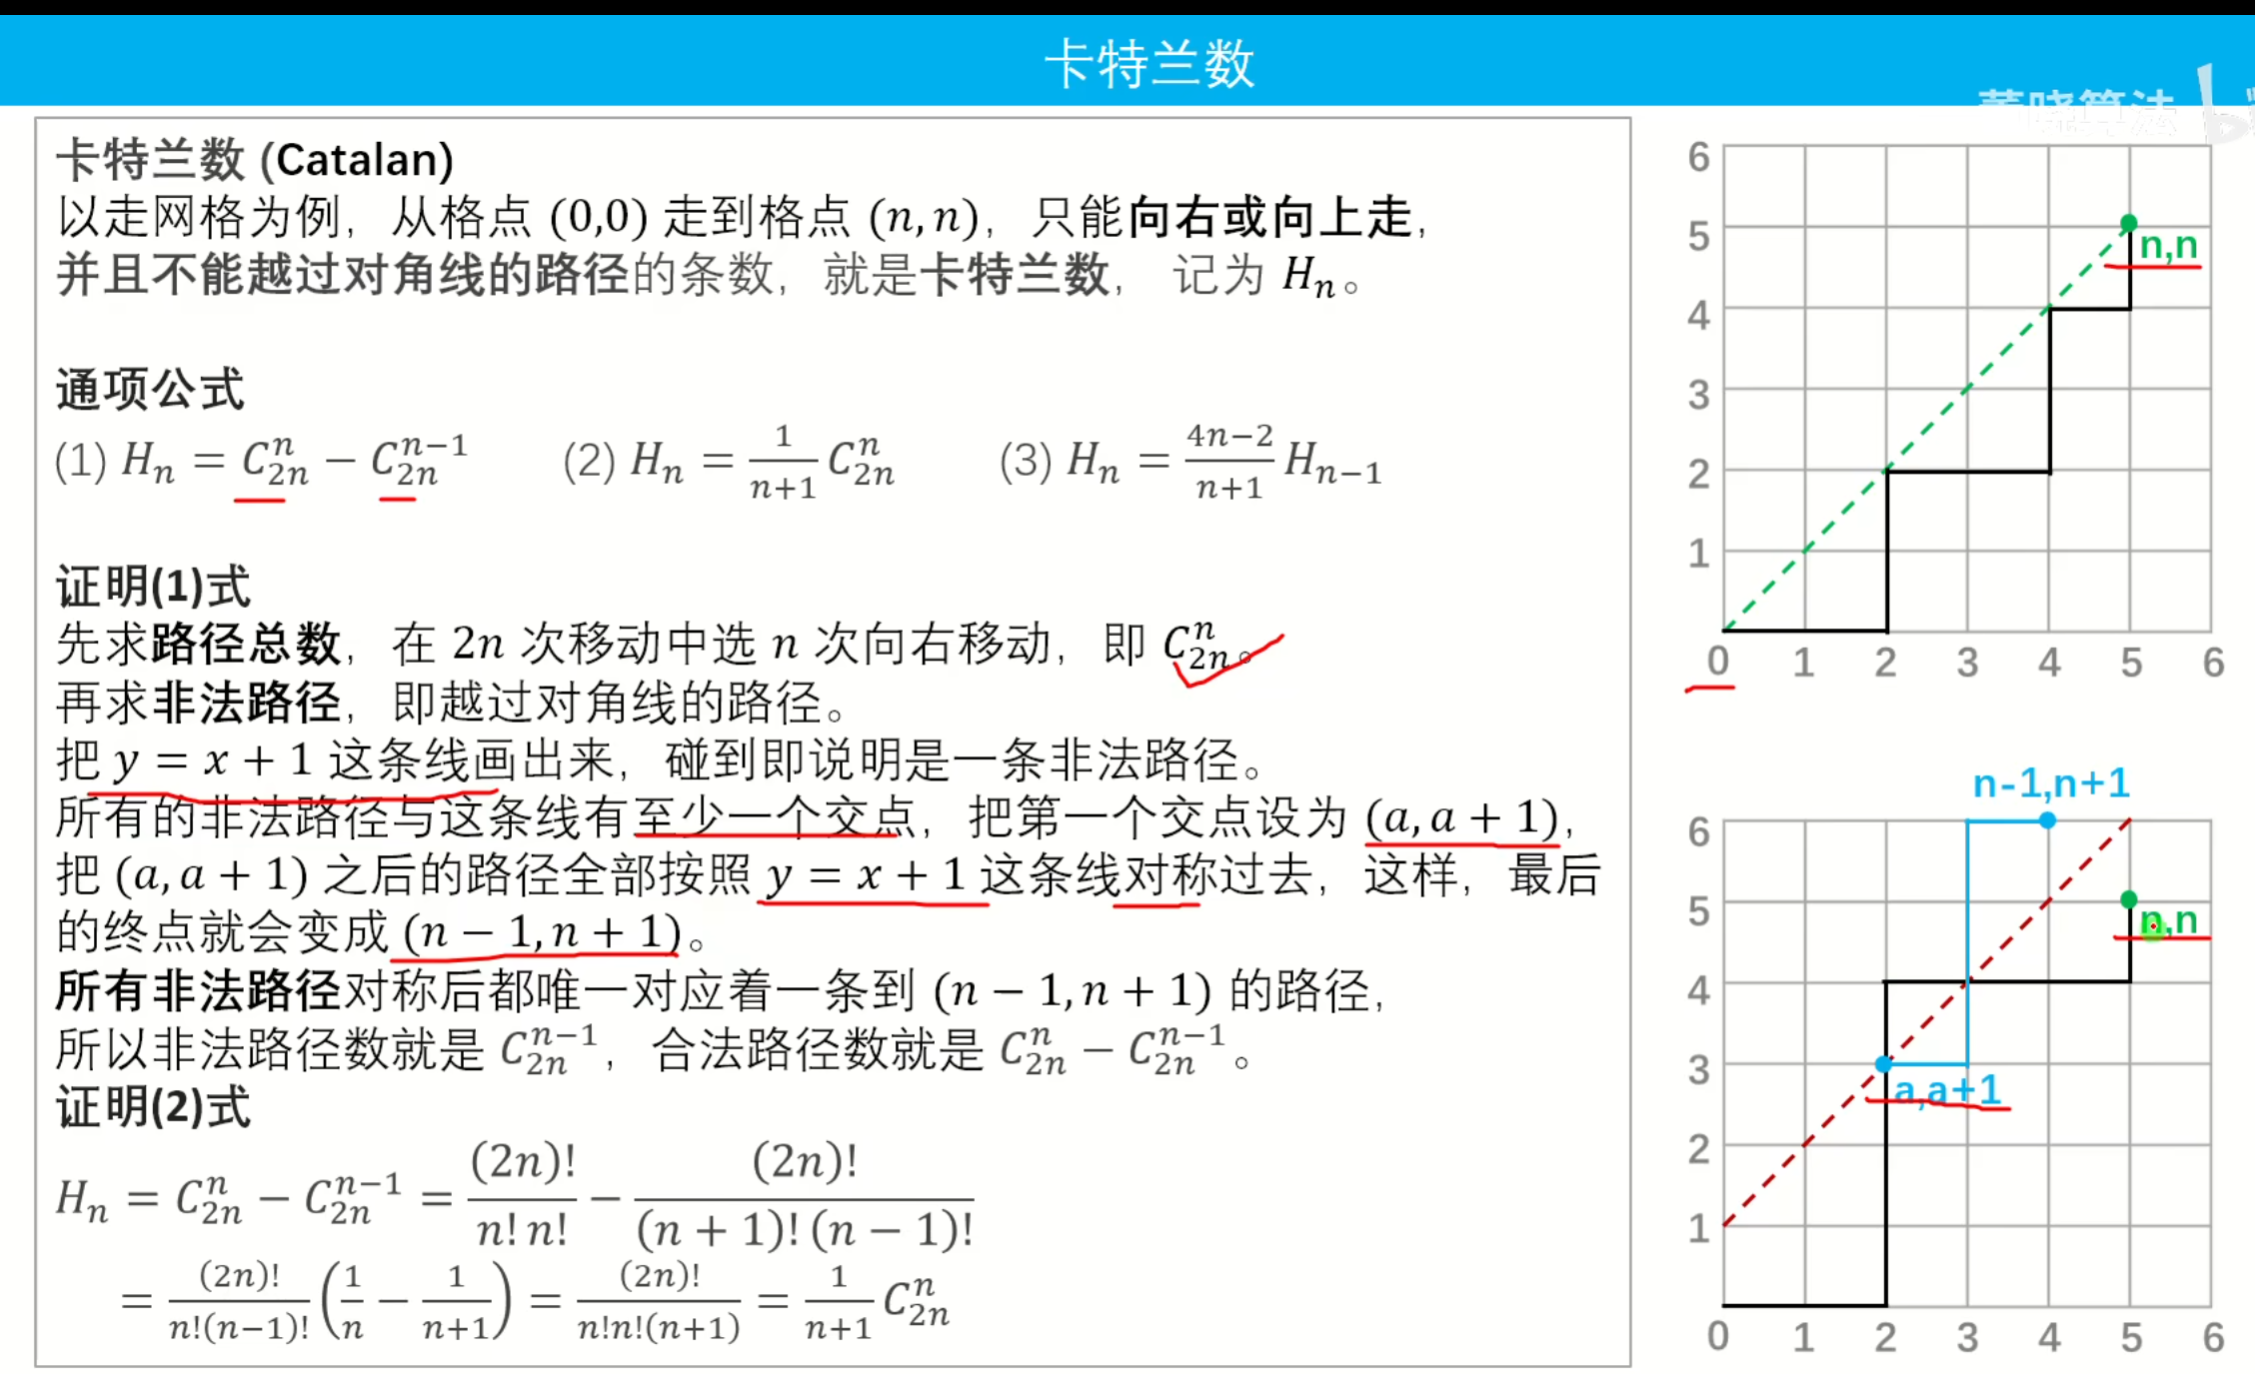 卡特兰数
董晓算法
卡特兰数 (Catalan)
以走网格为例，从格点 (0,0) 走到格点 (n, n)，只能向右或向上走，
并且不能越过对角线的路径的条数，就是卡特兰数， 记为 Hₙ。
通项公式
(1) Hₙ = C_{2n}^{n} − C_{2n}^{n−1} (2) Hₙ = \frac{1}{n+1} C_{2n}^{n} (3) Hₙ = \frac{4n−2}{n+1} H_{n−1}
证明(1)式
先求路径总数，在 2n 次移动中选 n 次向右移动，即 C_{2n}^{n}。
再求非法路径，即越过对角线的路径。
把 y = x + 1 这条线画出来，碰到即说明是一条非法路径。
所有的非法路径与这条线有至少一个交点，把第一个交点设为 (a, a + 1)，
把 (a, a + 1) 之后的路径全部按照 y = x + 1 这条线对称过去，这样，最后
的终点就会变成 (n − 1, n + 1)。
所有非法路径对称后都唯一对应着一条到 (n − 1, n + 1) 的路径，
所以非法路径数就是 C_{2n}^{n−1}，合法路径数就是 C_{2n}^{n} − C_{2n}^{n−1}。
证明(2)式
Hₙ = C_{2n}^{n} − C_{2n}^{n−1} = \frac{(2n)!}{n! n!} − \frac{(2n)!}{(n + 1)! (n − 1)!}
= \frac{(2n)!}{n!(n−1)!} (\frac{1}{n} − \frac{1}{n+1}) = \frac{(2n)!}{n!n!(n+1)} = \frac{1}{n+1} C_{2n}^{n}
6
5
n,n
4
3
2
1
0 1 2 3 4 5 6
n-1,n+1
6
5
n,n
4
3
a,a+1
2
1
0 1 2 3 4 5 6